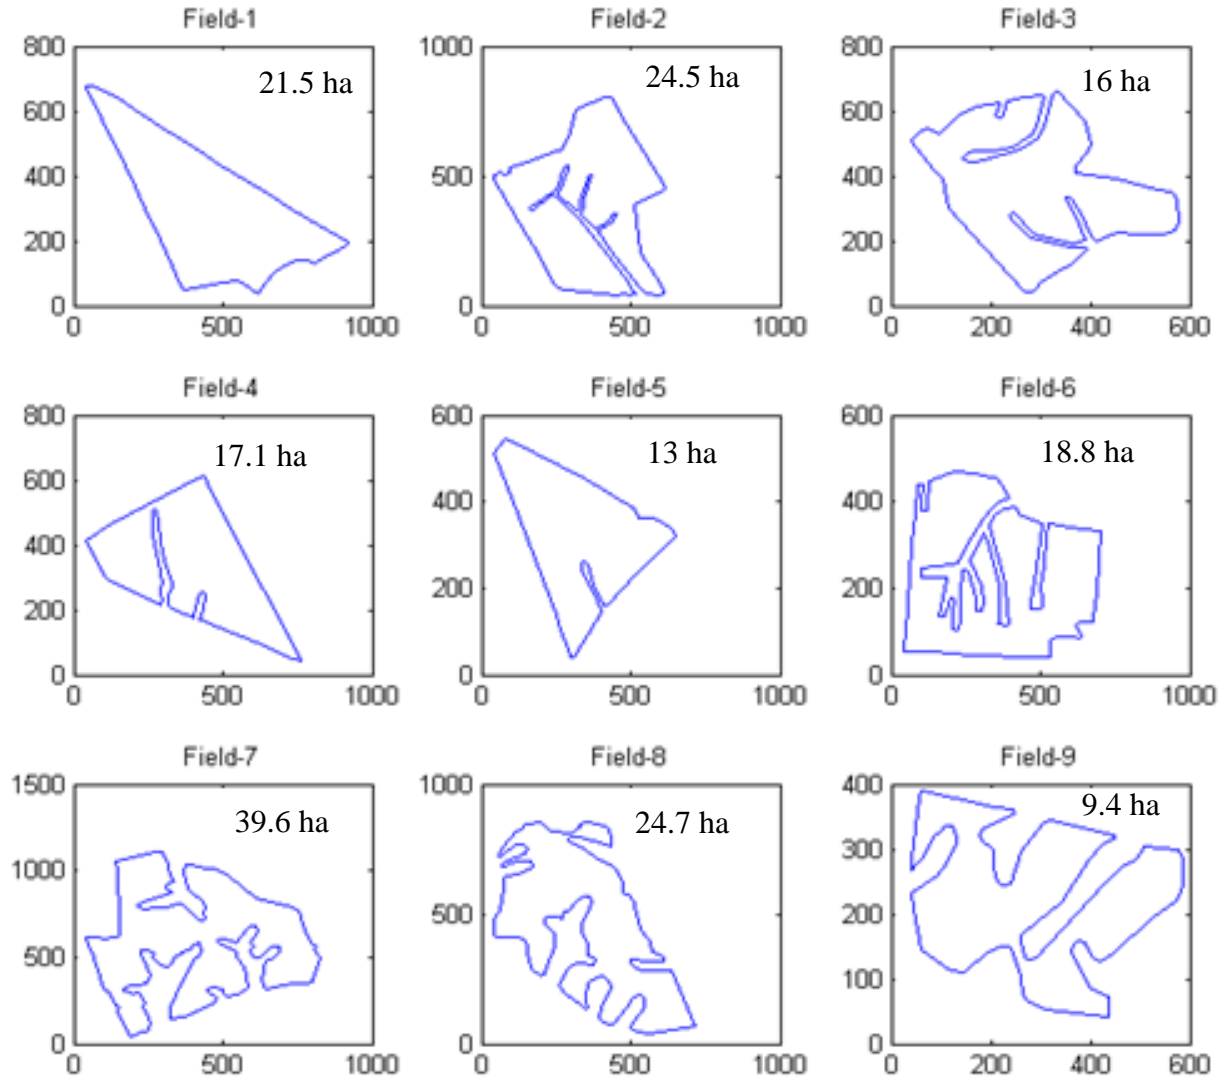 Field-1 Field-2 Field-3
800 1000 800
21.5 ha 24.5 ha 16 ha
600 600
400 500 400
200 200
0 0 0
0 500 1000 0 500 1000 0 200 400 600
Field-4 Field-5 Field-6
800 600 600
17.1 ha 13 ha 18.8 ha
600 400 400
400
200 200 200
0 0 0
0 500 1000 0 500 1000 0 500 1000
Field-7 Field-8 Field-9
1500 1000 400
39.6 ha 24.7 ha 9.4 ha
1000 300
500 500 200
100
0 0 0
0 500 1000 0 500 1000 0 200 400 600